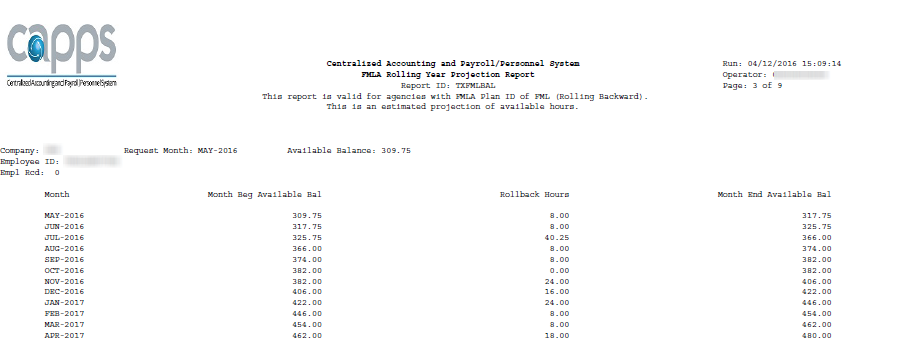 capps
Centralized Accounting and Payroll/Personnel System
Centralized Accounting and Payroll/Personnel System Run: 04/12/2016 15:09:14
FMLA Rolling Year Projection Report Operator:
Report ID: TXFMLBAL Page: 3 of 9
This report is valid for agencies with FMLA Plan ID of FML (Rolling Backward).
This is an estimated projection of available hours.
Company: Request Month: MAY-2016 Available Balance: 309.75
Employee ID:
Empl Rcd: 0
Month Month Beg Available Bal Rollback Hours Month End Available Bal
MAY-2016 309.75 8.00 317.75
JUN-2016 317.75 8.00 325.75
JUL-2016 325.75 40.25 366.00
AUG-2016 366.00 8.00 374.00
SEP-2016 374.00 8.00 382.00
OCT-2016 382.00 0.00 382.00
NOV-2016 382.00 24.00 406.00
DEC-2016 406.00 16.00 422.00
JAN-2017 422.00 24.00 446.00
FEB-2017 446.00 8.00 454.00
MAR-2017 454.00 8.00 462.00
APR-2017 462.00 18.00 480.00